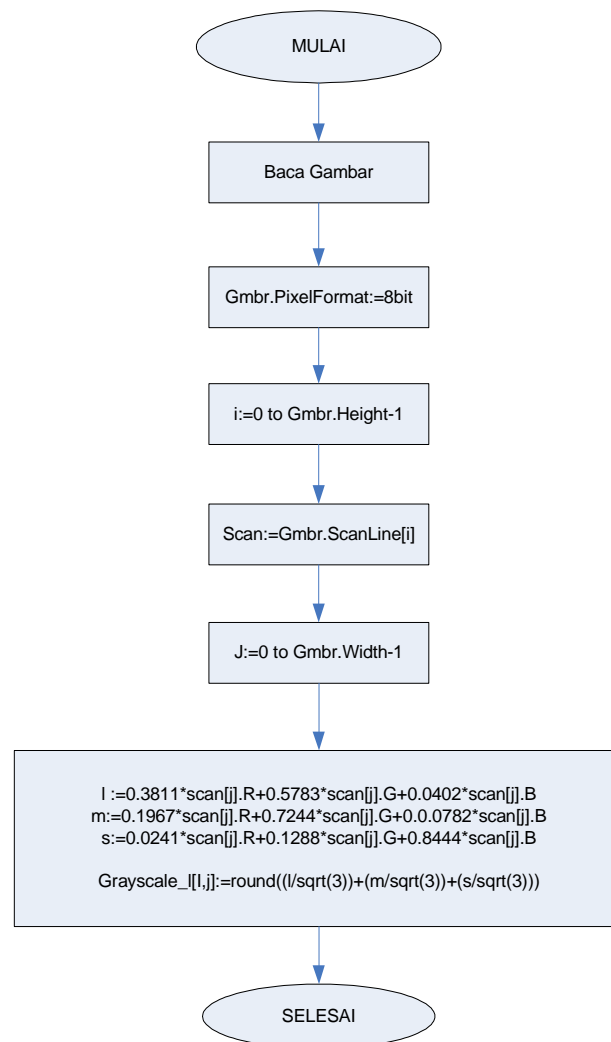 MULAI
Baca Gambar
Gmbr.PixelFormat:=8bit
i:=0 to Gmbr.Height-1
Scan:=Gmbr.ScanLine[i]
J:=0 to Gmbr.Width-1
l :=0.3811*scan[j].R+0.5783*scan[j].G+0.0402*scan[j].B
m:=0.1967*scan[j].R+0.7244*scan[j].G+0.0.0782*scan[j].B
s:=0.0241*scan[j].R+0.1288*scan[j].G+0.8444*scan[j].B
Grayscale_l[I,j]:=round((l/sqrt(3))+(m/sqrt(3))+(s/sqrt(3)))
SELESAI